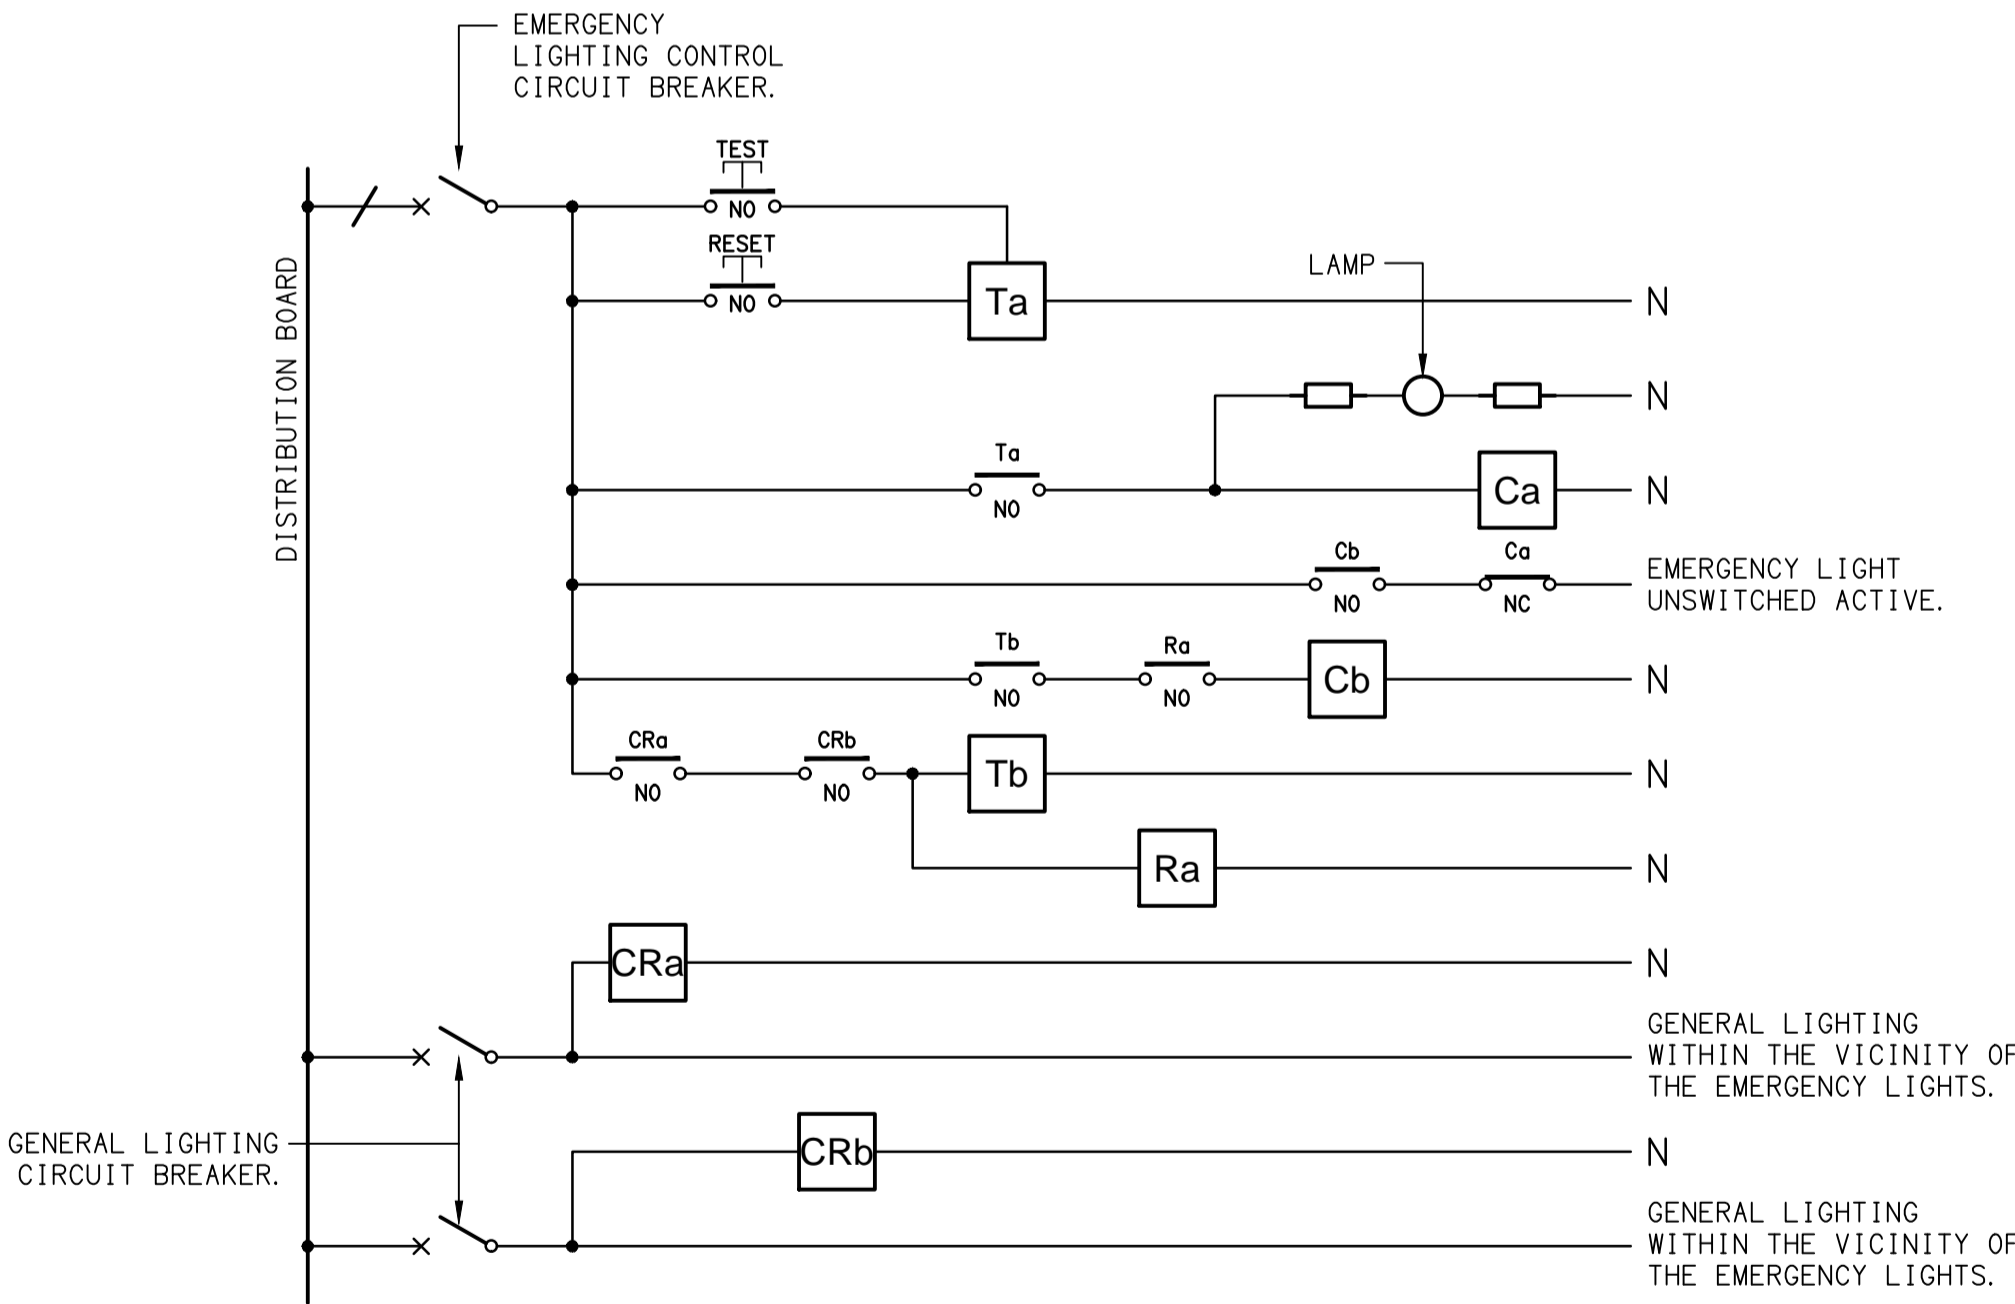 EMERGENCY
LIGHTING CONTROL
CIRCUIT BREAKER.
TEST
NO
RESET
NO
DISTRIBUTION BOARD
Ta
N
LAMP
N
Ta
NO
Ca
N
Cb
NO
Ca
NC
EMERGENCY LIGHT
UNSWITCHED ACTIVE.
Tb
NO
Ra
NO
Cb
N
CRa
NO
CRb
NO
Tb
N
Ra
N
CRa
N
GENERAL LIGHTING
WITHIN THE VICINITY OF
THE EMERGENCY LIGHTS.
GENERAL LIGHTING
CIRCUIT BREAKER.
CRb
N
GENERAL LIGHTING
WITHIN THE VICINITY OF
THE EMERGENCY LIGHTS.